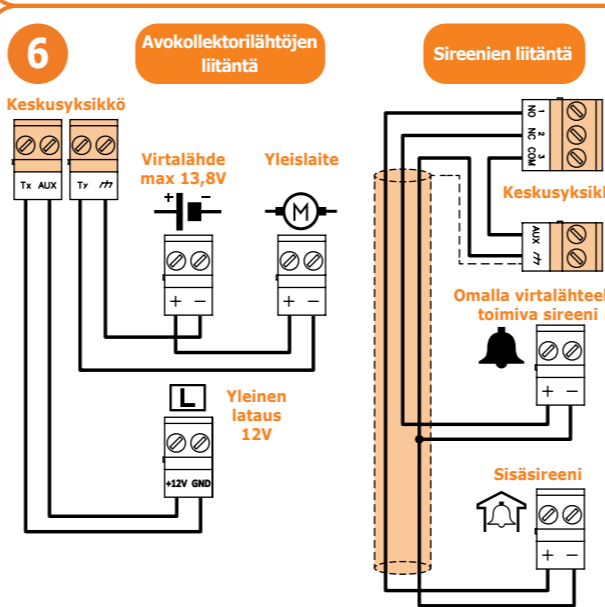 6
Avokollektorilähtöjen
liitäntä
Sireenien liitäntä
Keskusyksikkö
Tx AUX
Ty
Virtalähde
max 13,8V
+ -
Yleislaite
M
+ −
+ −
L
Yleinen
lataus
12V
+12V GND
NO 1
NC 2
COM 3
Keskusyksik
AUX
Omalla virtalähteel
toimiva sireeni
+ −
Sisäsireeni
+ −